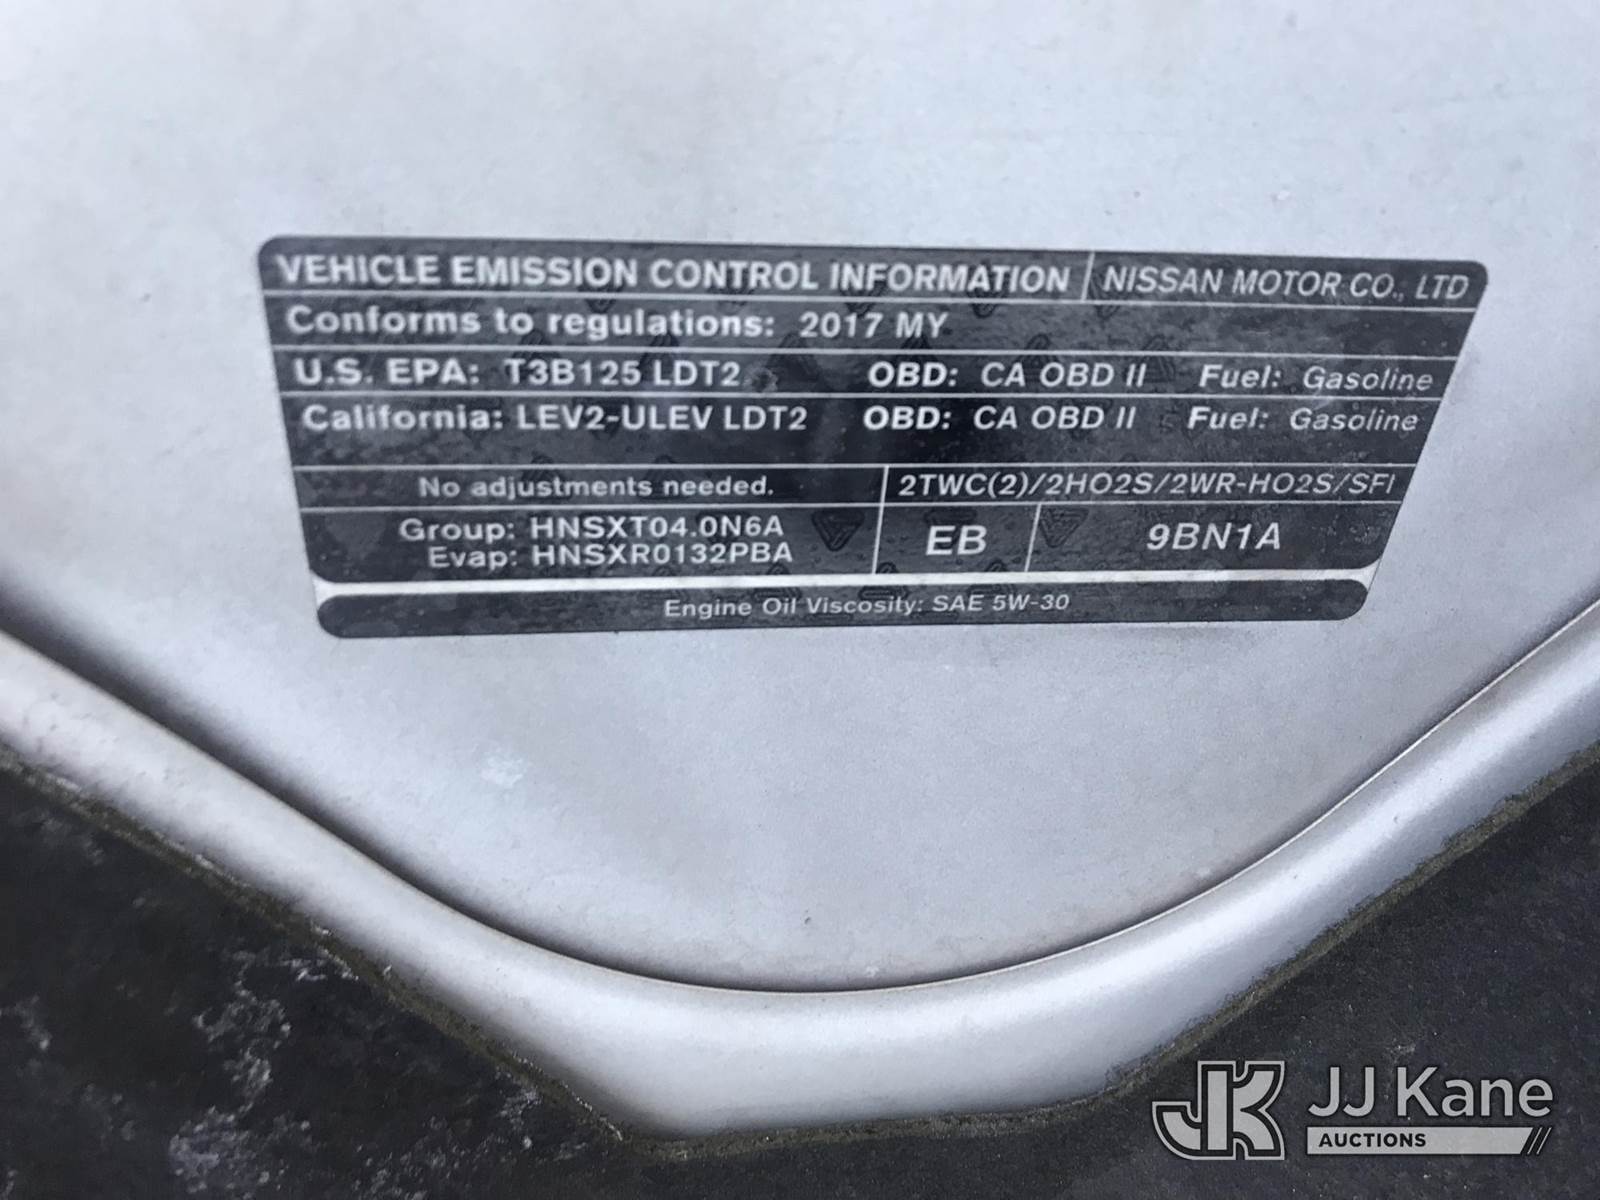 VEHICLE EMISSION CONTROL INFORMATION NISSAN MOTOR CO., LTD
Conforms to regulations: 2017 MY
U.S. EPA: T3B125 LDT2 OBD: CA OBD II Fuel: Gasoline
California: LEV2-ULEV LDT2 OBD: CA OBD II Fuel: Gasoline
No adjustments needed. 2TWC(2)/2HO2S/2WR-HO2S/SFI
Group: HNSXT04.0N6A
Evap: HNSXR0132PBA
EB 9BN1A
Engine Oil Viscosity: SAE 5W-30
JK JJ Kane
AUCTIONS